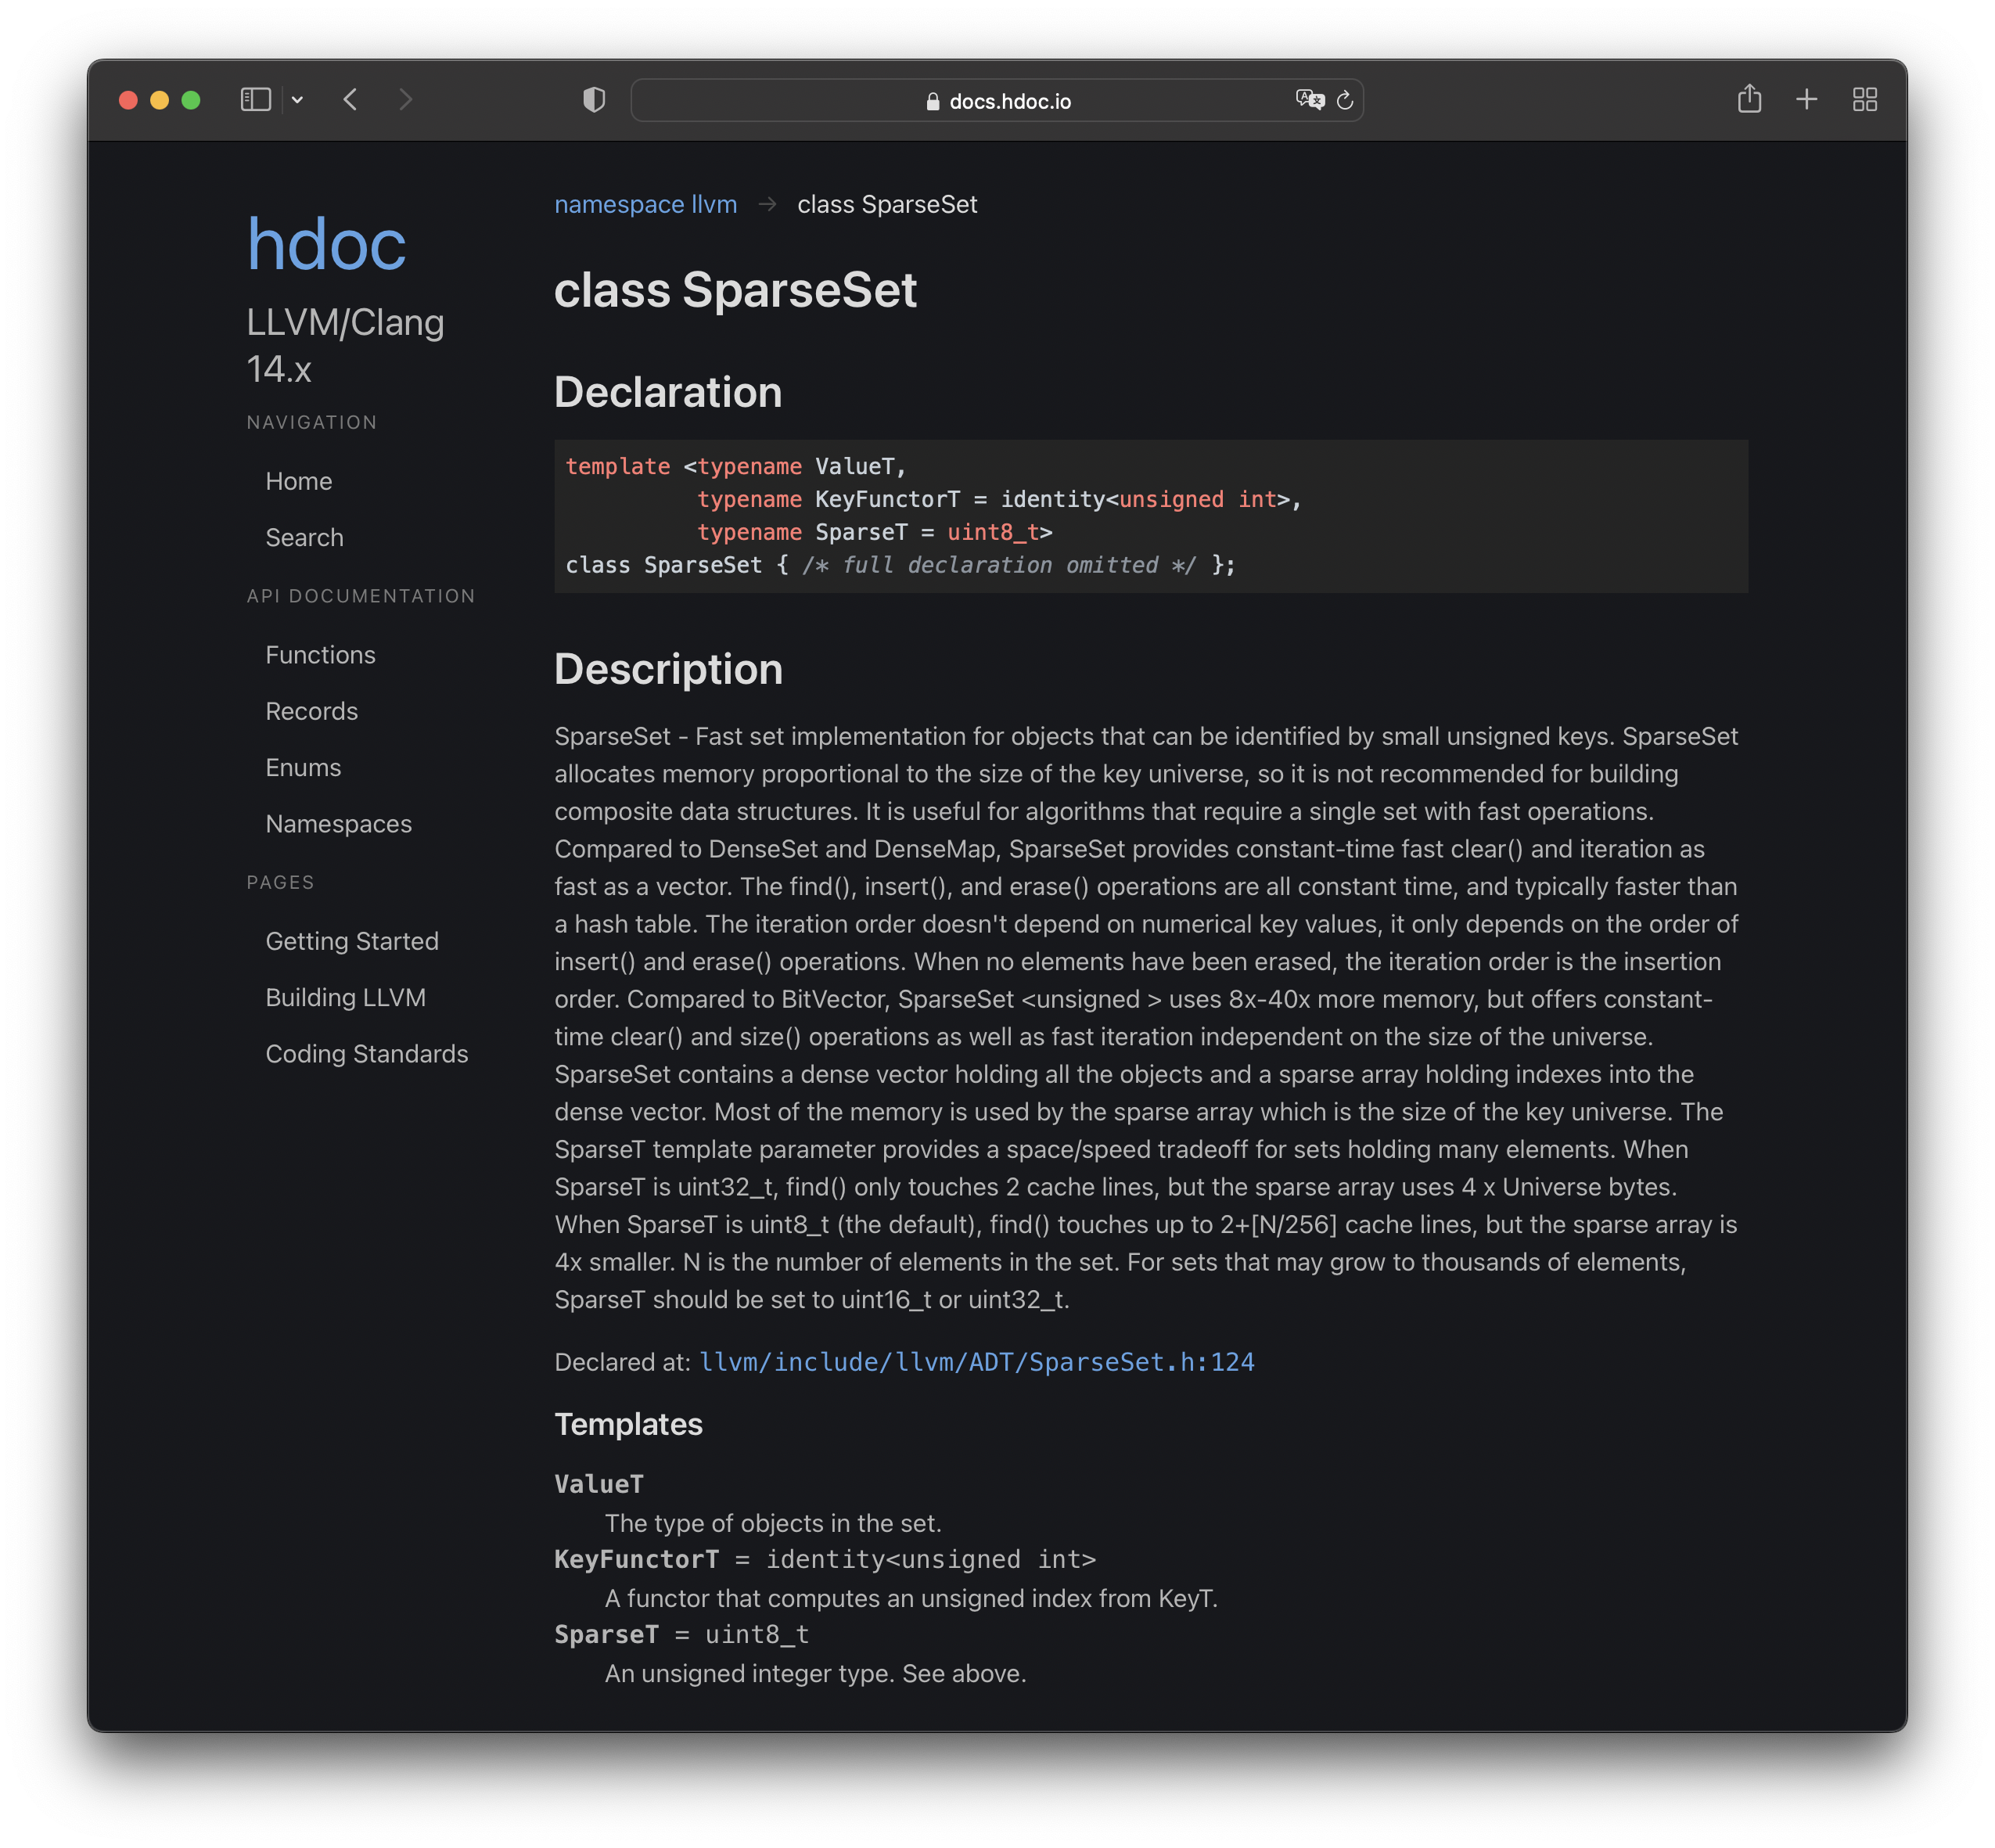 docs.hdoc.io
hdoc
LLVM/Clang
14.x
NAVIGATION
Home
Search
API DOCUMENTATION
Functions
Records
Enums
Namespaces
PAGES
Getting Started
Building LLVM
Coding Standards
namespace llvm → class SparseSet
class SparseSet
Declaration
template <typename ValueT,
          typename KeyFunctorT = identity<unsigned int>,
          typename SparseT = uint8_t>
class SparseSet { /* full declaration omitted */ };
Description
SparseSet - Fast set implementation for objects that can be identified by small unsigned keys. SparseSet
allocates memory proportional to the size of the key universe, so it is not recommended for building
composite data structures. It is useful for algorithms that require a single set with fast operations.
Compared to DenseSet and DenseMap, SparseSet provides constant-time fast clear() and iteration as
fast as a vector. The find(), insert(), and erase() operations are all constant time, and typically faster than
a hash table. The iteration order doesn't depend on numerical key values, it only depends on the order of
insert() and erase() operations. When no elements have been erased, the iteration order is the insertion
order. Compared to BitVector, SparseSet <unsigned > uses 8x-40x more memory, but offers constant-
time clear() and size() operations as well as fast iteration independent on the size of the universe.
SparseSet contains a dense vector holding all the objects and a sparse array holding indexes into the
dense vector. Most of the memory is used by the sparse array which is the size of the key universe. The
SparseT template parameter provides a space/speed tradeoff for sets holding many elements. When
SparseT is uint32_t, find() only touches 2 cache lines, but the sparse array uses 4 x Universe bytes.
When SparseT is uint8_t (the default), find() touches up to 2+[N/256] cache lines, but the sparse array is
4x smaller. N is the number of elements in the set. For sets that may grow to thousands of elements,
SparseT should be set to uint16_t or uint32_t.
Declared at: llvm/include/llvm/ADT/SparseSet.h:124
Templates
ValueT
The type of objects in the set.
KeyFunctorT = identity<unsigned int>
A functor that computes an unsigned index from KeyT.
SparseT = uint8_t
An unsigned integer type. See above.